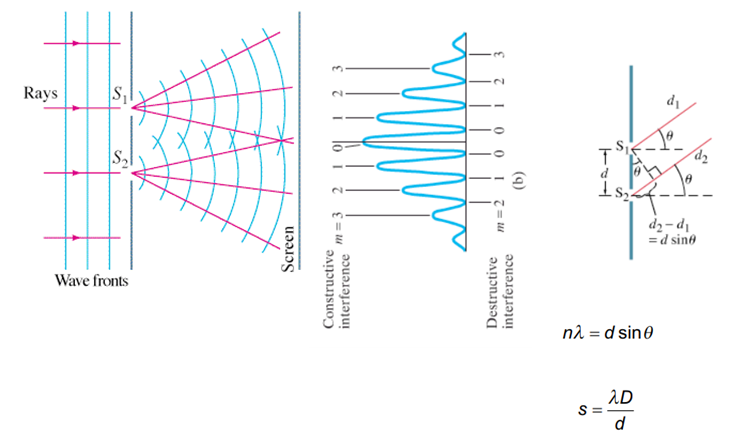 Rays
S₁
S₂
Wave fronts
Screen
Constructive
interference m = 3 2 1 0 1 2 3
Destructive
interference m = 2 1 0 0 1 2 3
(b)
d₁
θ
S₁
d₂
d
θ
θ
S₂
d₂ – d₁
= d sinθ
nλ = d sinθ
s = λD/d